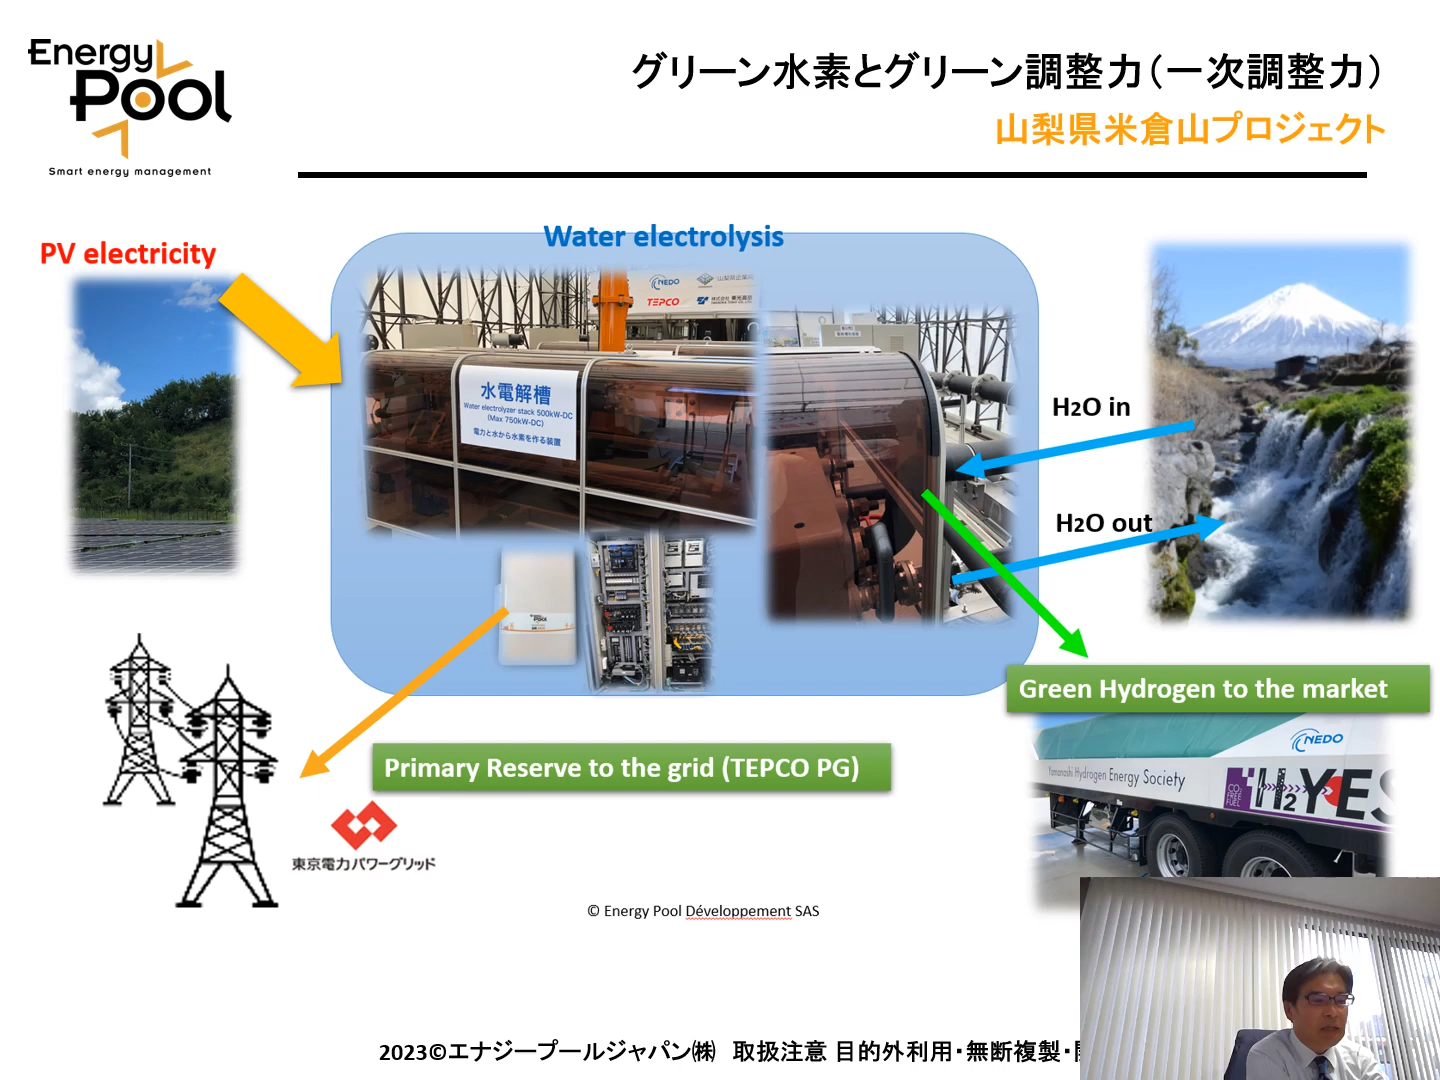 Energy
Pool
Smart energy management
グリーン水素とグリーン調整力(一次調整力)
山梨県米倉山プロジェクト
PV electricity
Water electrolysis
NEDO
TEPCO
水電解槽
Water electrolyzer stack 500kW-DC
(Max 750kW-DC)
電力と水から水素を作る装置
H2O in
H2O out
Energy
Pool
Green Hydrogen to the market
Primary Reserve to the grid (TEPCO PG)
NEDO
Yamanashi Hydrogen Energy Society
CO2
FREE
FUEL
H2YES
東京電力パワーグリッド
© Energy Pool Développement SAS
2023©エナジープールジャパン㈱ 取扱注意 目的外利用・無断複製・